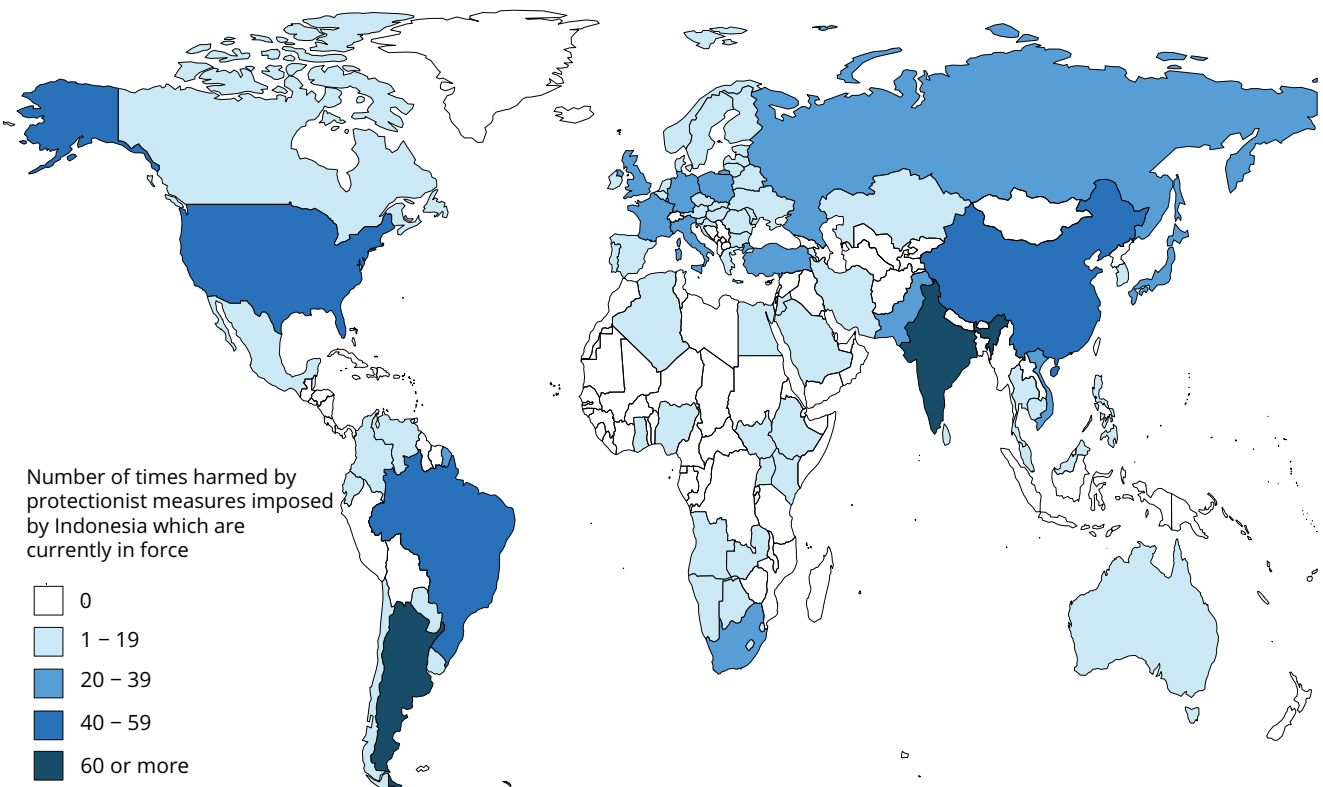 Number of times harmed by
protectionist measures imposed
by Indonesia which are
currently in force
0
1 – 19
20 – 39
40 – 59
60 or more